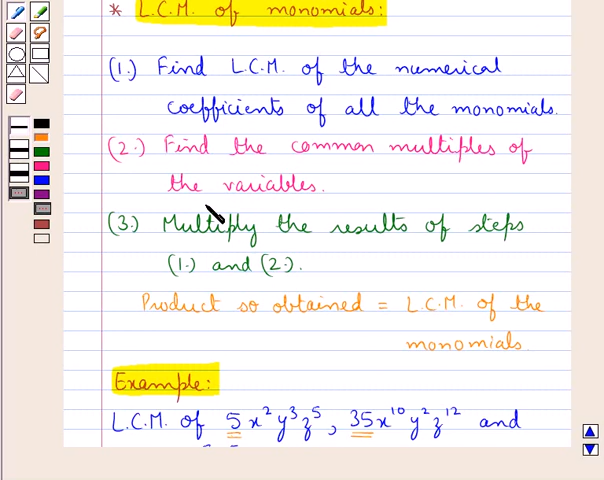 * L.C.M. of monomials:
(1.) Find L.C.M. of the numerical
coefficients of all the monomials.
(2.) Find the common multiples of
the variables.
(3.) Multiply the results of steps
(1.) and (2.).
Product so obtained = L.C.M. of the
monomials
Example:
L.C.M. of 5x²y³z⁵, 35x¹⁰y²z¹² and